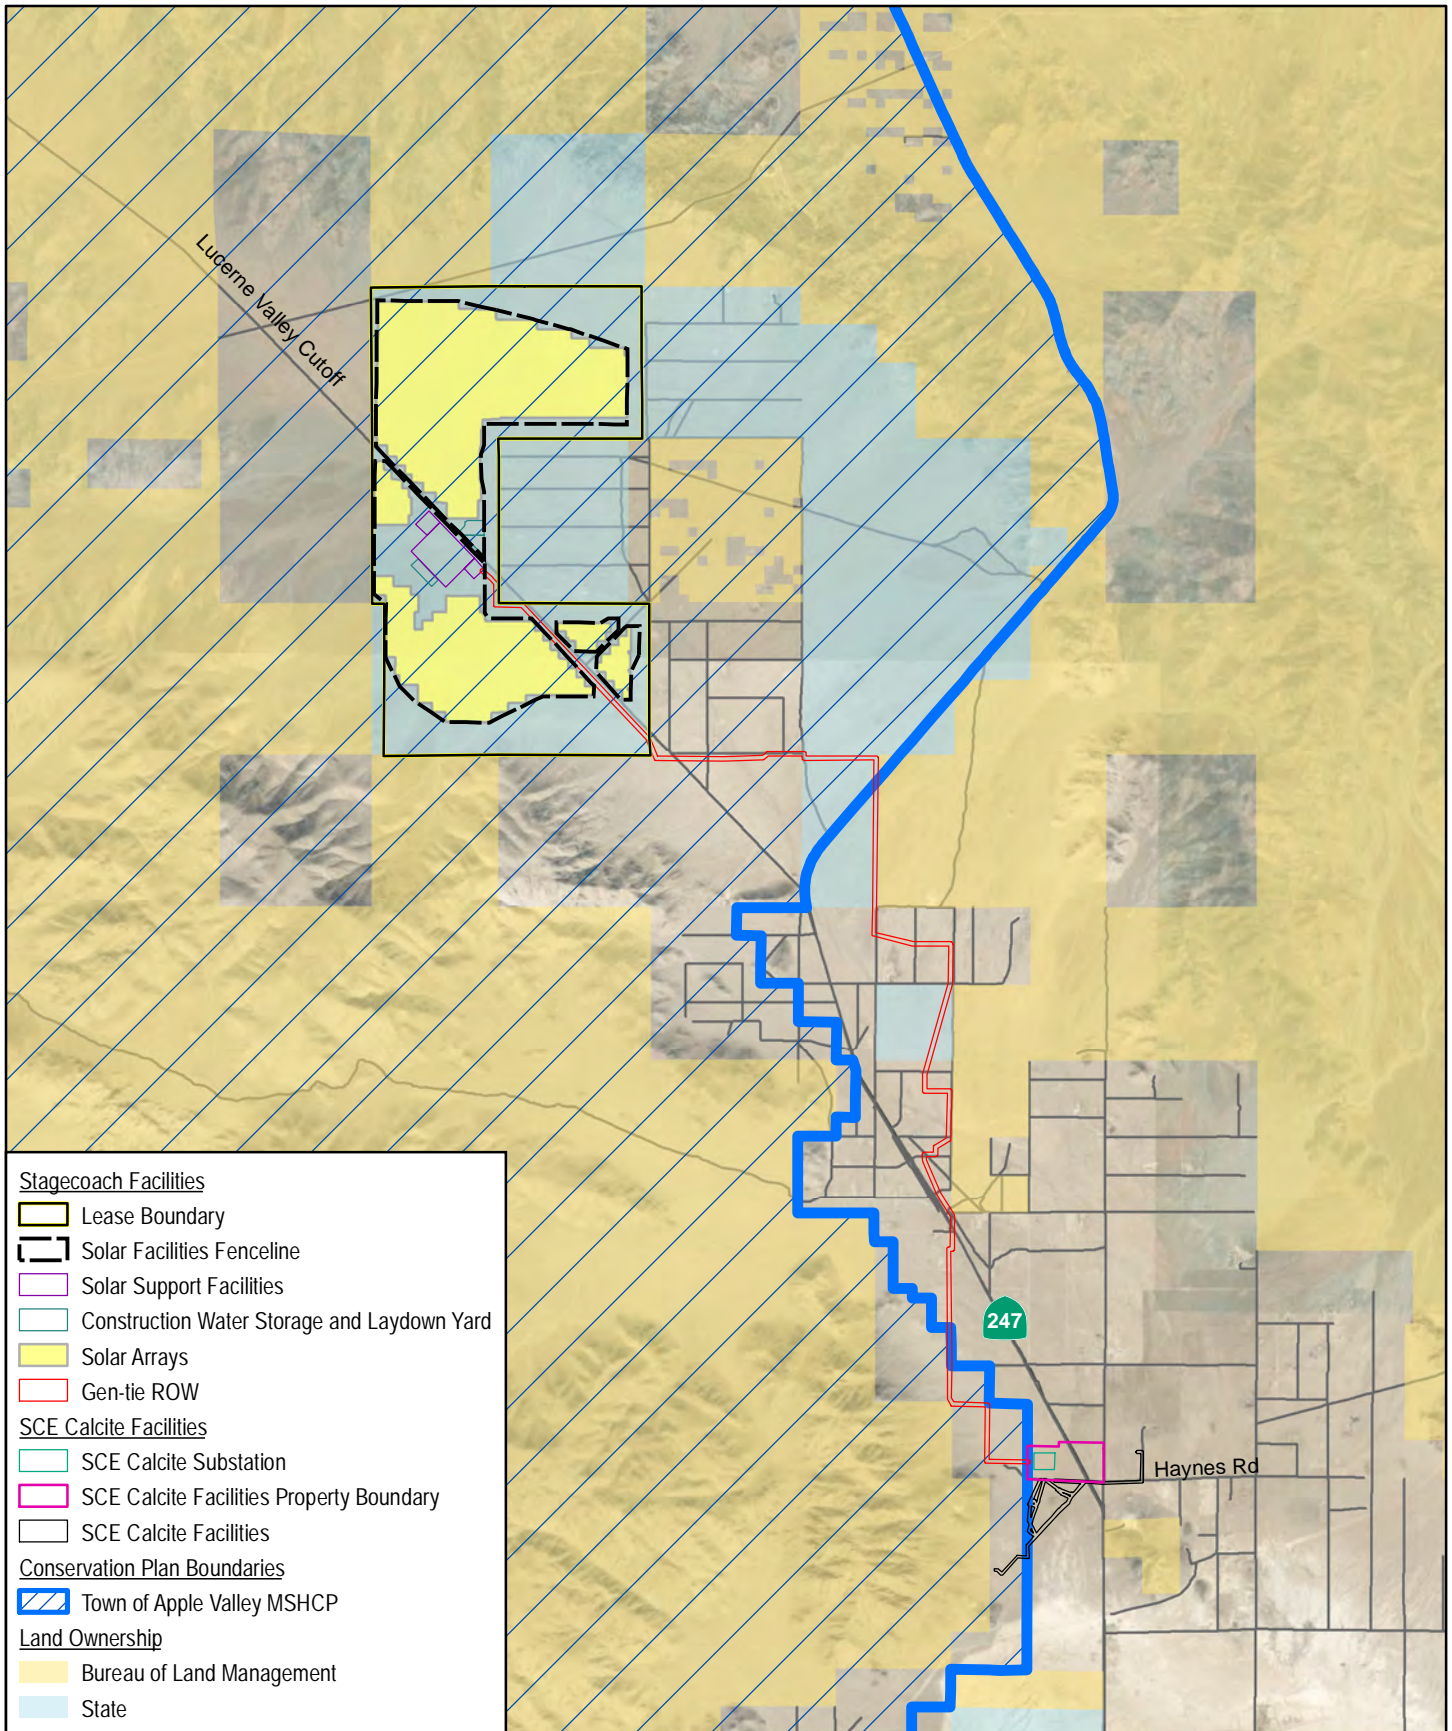 Lucerne Valley Cutoff
247
Haynes Rd
Stagecoach Facilities
Lease Boundary
Solar Facilities Fenceline
Solar Support Facilities
Construction Water Storage and Laydown Yard
Solar Arrays
Gen-tie ROW
SCE Calcite Facilities
SCE Calcite Substation
SCE Calcite Facilities Property Boundary
SCE Calcite Facilities
Conservation Plan Boundaries
Town of Apple Valley MSHCP
Land Ownership
Bureau of Land Management
State